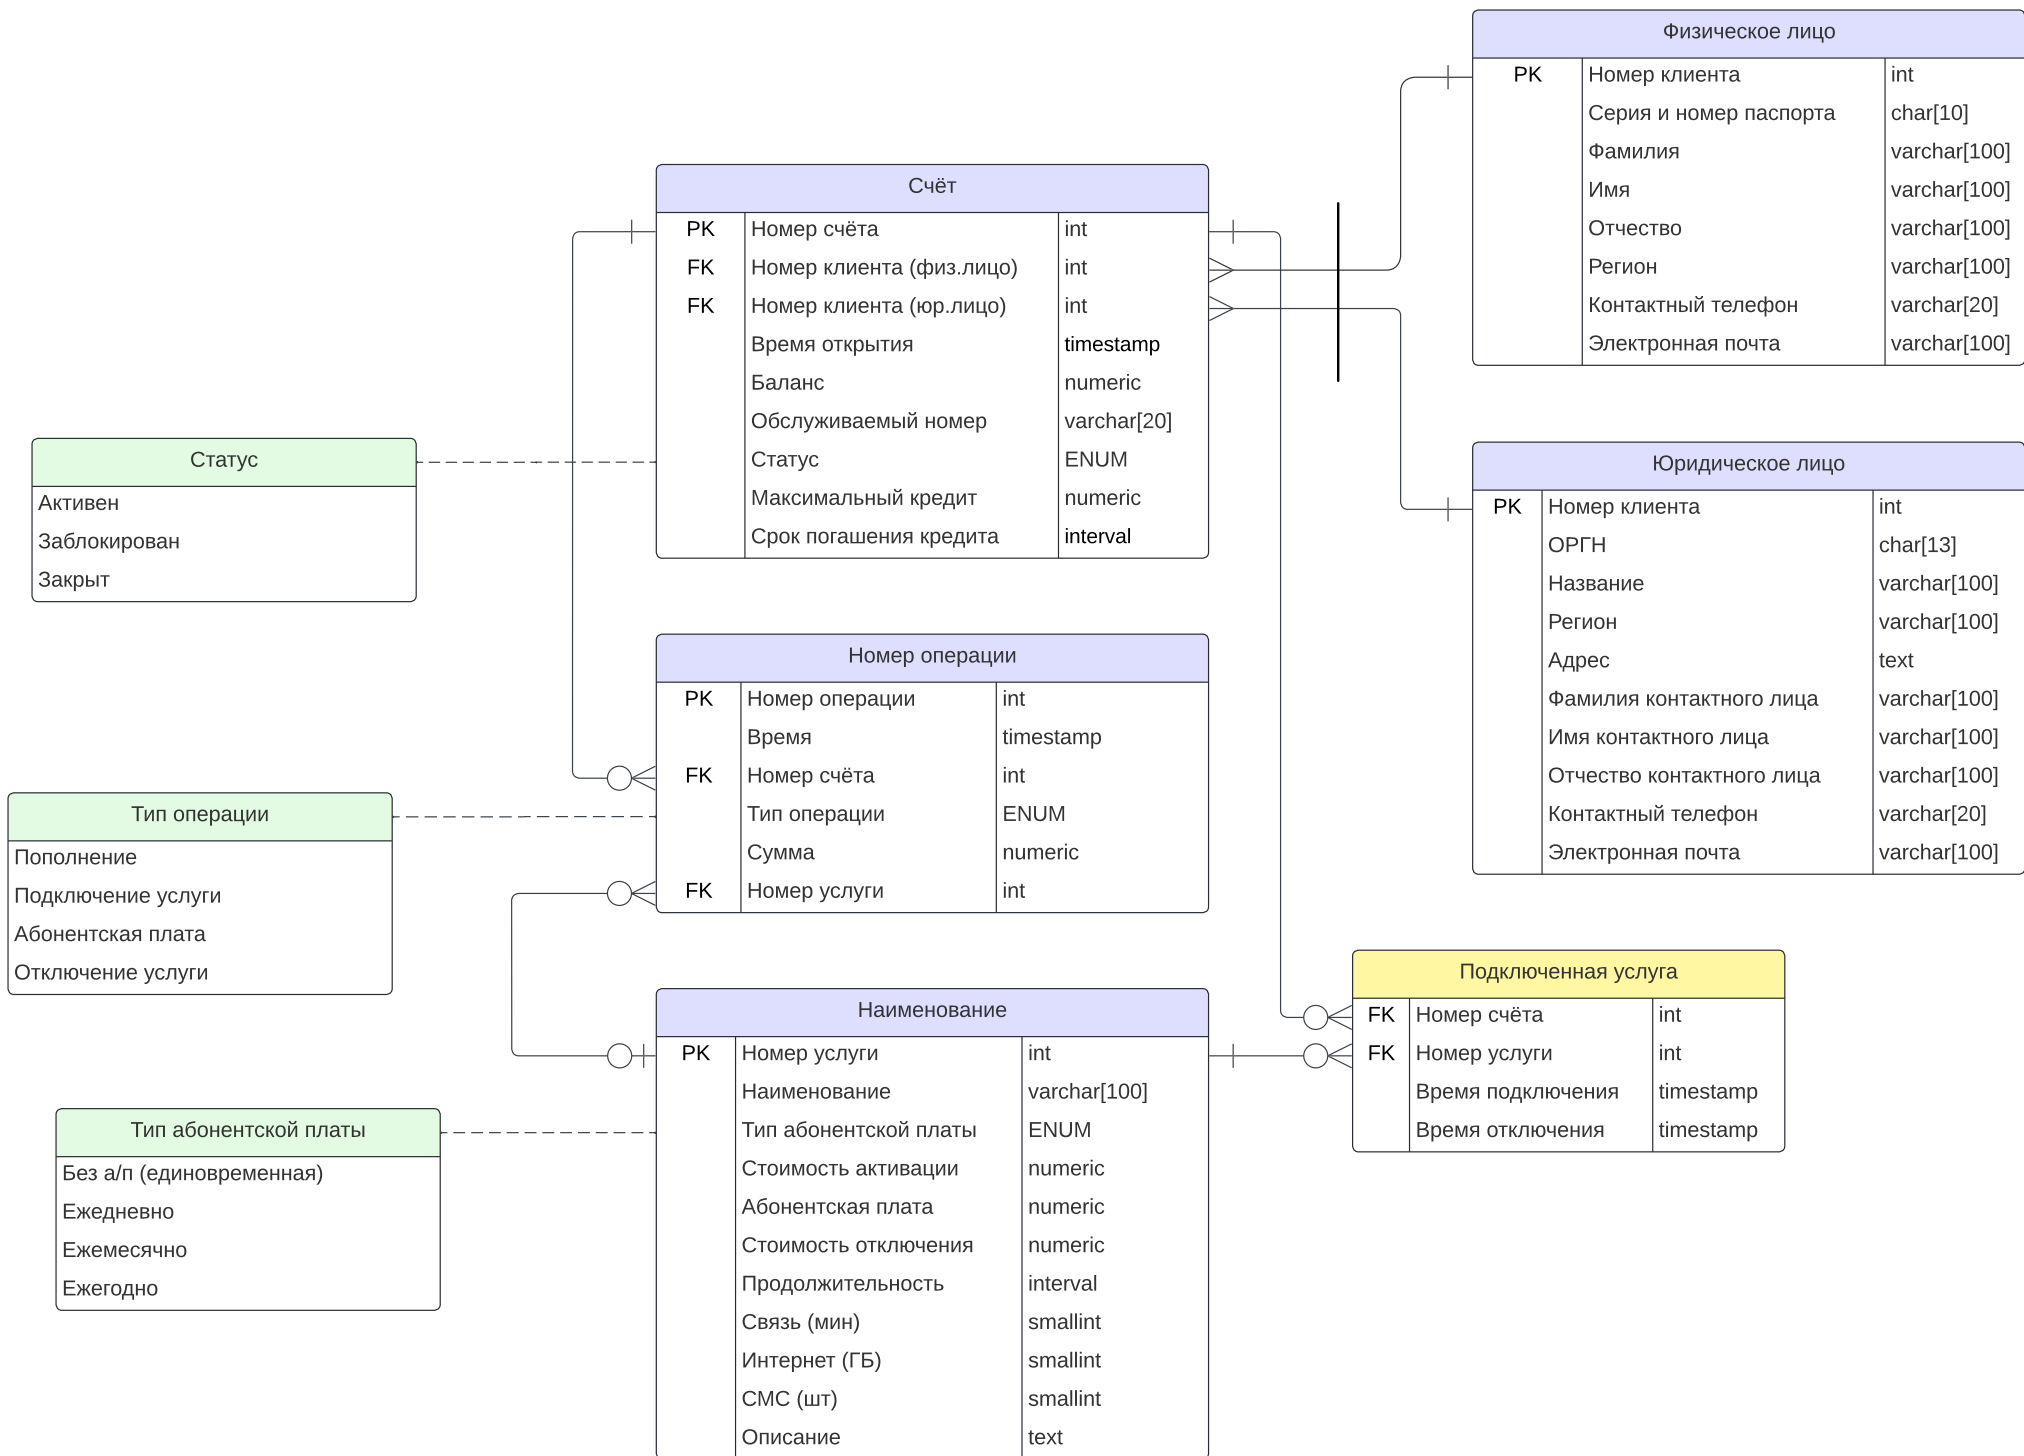 Физическое лицо
PK Номер клиента int
Серия и номер паспорта char[10]
Фамилия varchar[100]
Имя varchar[100]
Отчество varchar[100]
Регион varchar[100]
Контактный телефон varchar[20]
Электронная почта varchar[100]
Счёт
PK Номер счёта int
FK Номер клиента (физ.лицо) int
FK Номер клиента (юр.лицо) int
Время открытия timestamp
Баланс numeric
Обслуживаемый номер varchar[20]
Статус ENUM
Максимальный кредит numeric
Срок погашения кредита interval
Статус
Активен
Заблокирован
Закрыт
Юридическое лицо
PK Номер клиента int
ОРГН char[13]
Название varchar[100]
Регион varchar[100]
Адрес text
Фамилия контактного лица varchar[100]
Имя контактного лица varchar[100]
Отчество контактного лица varchar[100]
Контактный телефон varchar[20]
Электронная почта varchar[100]
Номер операции
PK Номер операции int
Время timestamp
FK Номер счёта int
Тип операции ENUM
Сумма numeric
FK Номер услуги int
Тип операции
Пополнение
Подключение услуги
Абонентская плата
Отключение услуги
Подключенная услуга
FK Номер счёта int
FK Номер услуги int
Время подключения timestamp
Время отключения timestamp
Наименование
PK Номер услуги int
Наименование varchar[100]
Тип абонентской платы ENUM
Стоимость активации numeric
Абонентская плата numeric
Стоимость отключения numeric
Продолжительность interval
Связь (мин) smallint
Интернет (ГБ) smallint
СМС (шт) smallint
Описание text
Тип абонентской платы
Без а/п (единовременная)
Ежедневно
Ежемесячно
Ежегодно